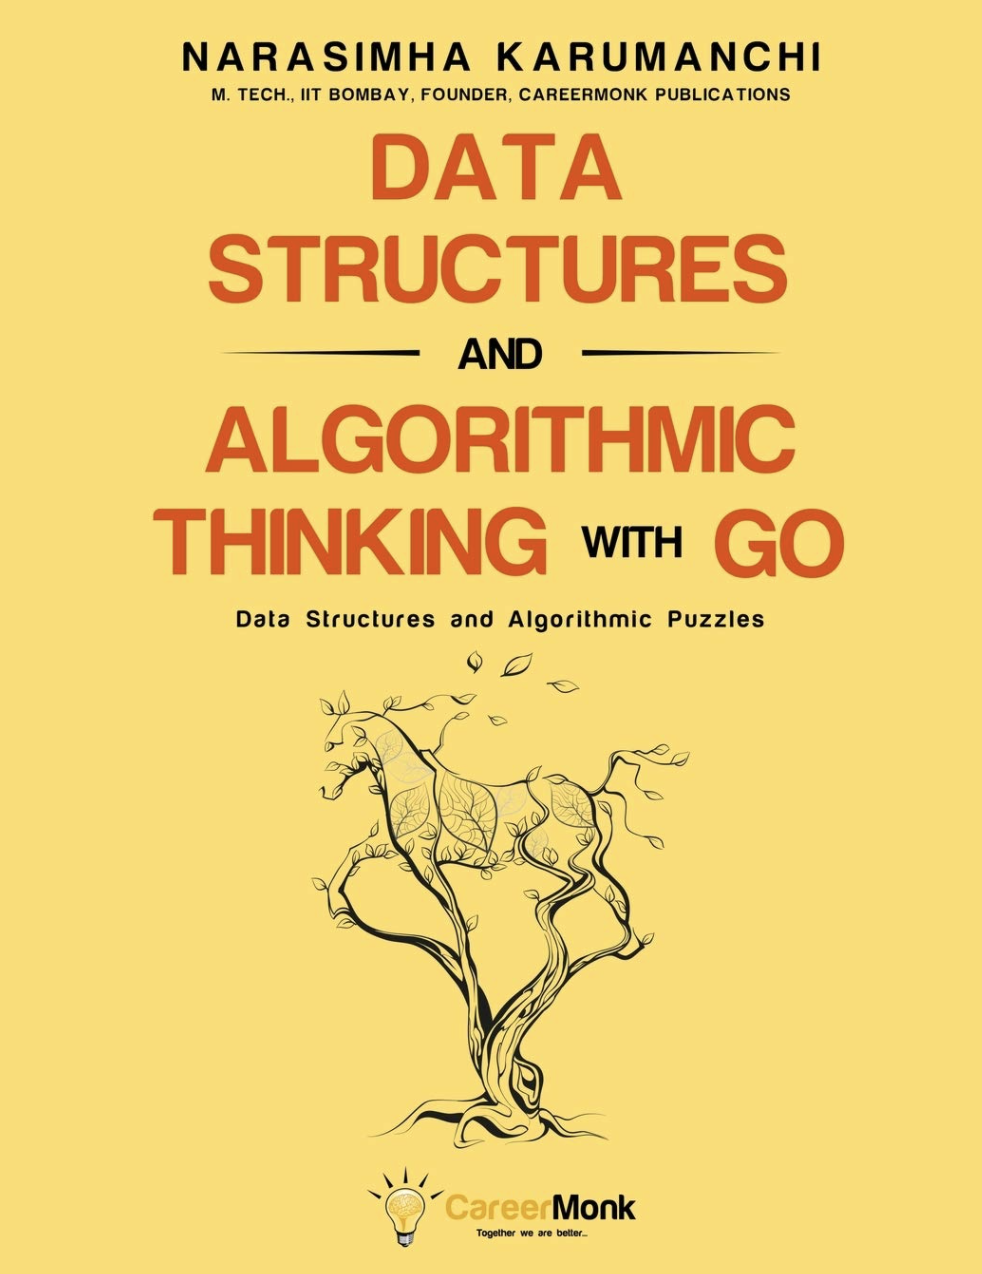 NARASIMHA KARUMANCHI
M. TECH., IIT BOMBAY, FOUNDER, CAREERMONK PUBLICATIONS
DATA
STRUCTURES
AND
ALGORITHMIC
THINKING WITH GO
Data Structures and Algorithmic Puzzles
CareerMonk
Together we are better...